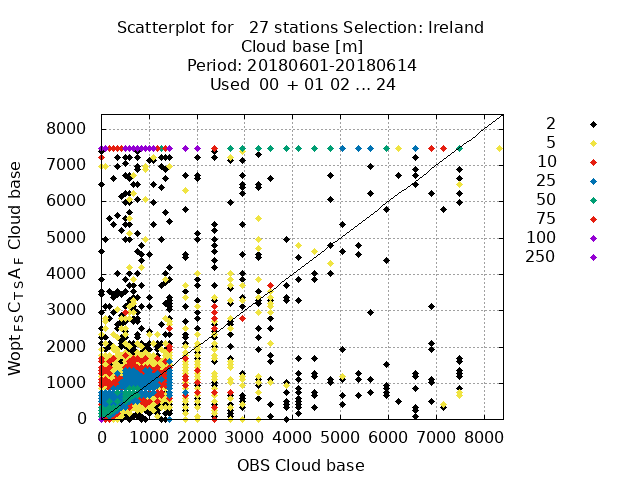 Scatterplot for 27 stations Selection: Ireland
Cloud base [m]
Period: 20180601-20180614
Used 00 + 01 02 ... 24
8000
7000
6000
5000
4000
3000
2000
1000
0
Wopt FS C T S A F Cloud base
0 1000 2000 3000 4000 5000 6000 7000 8000
OBS Cloud base
2
5
10
25
50
75
100
250